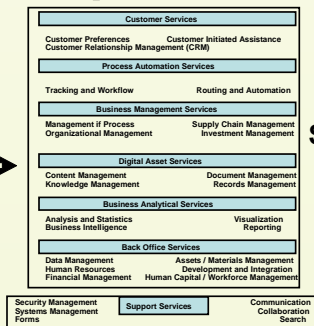 Customer Services
Customer Preferences Customer Initiated Assistance
Customer Relationship Management (CRM)
Process Automation Services
Tracking and Workflow Routing and Automation
Business Management Services
Management if Process Supply Chain Management
Organizational Management Investment Management
Digital Asset Services
Content Management Document Management
Knowledge Management Records Management
Business Analytical Services
Analysis and Statistics Visualization
Business Intelligence Reporting
Back Office Services
Data Management Assets / Materials Management
Human Resources Development and Integration
Financial Management Human Capital / Workforce Management
Security Management Support Services Communication
Systems Management Collaboration
Forms Search